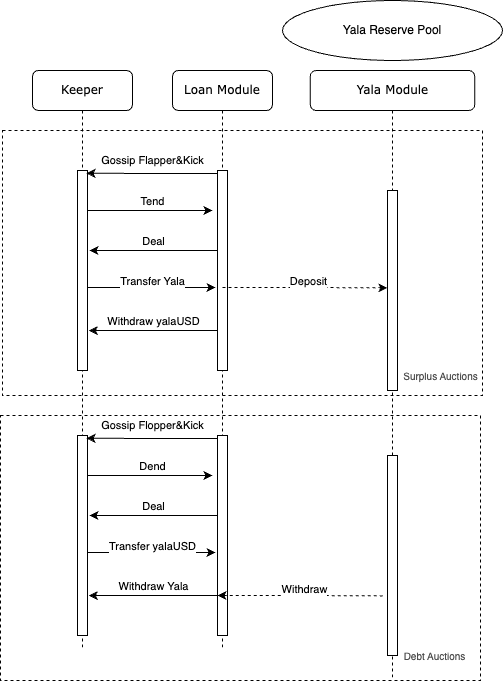 Yala Reserve Pool
Keeper
Loan Module
Yala Module
Gossip Flapper&Kick
Tend
Deal
Transfer Yala
Deposit
Withdraw yalaUSD
Surplus Auctions
Gossip Flopper&Kick
Dend
Deal
Transfer yalaUSD
Withdraw Yala
Withdraw
Debt Auctions